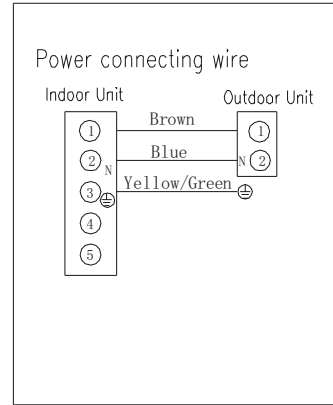 Power connecting wire
Indoor Unit
Outdoor Unit
1 Brown 1
2 N Blue N 2
3 Yellow/Green
4
5